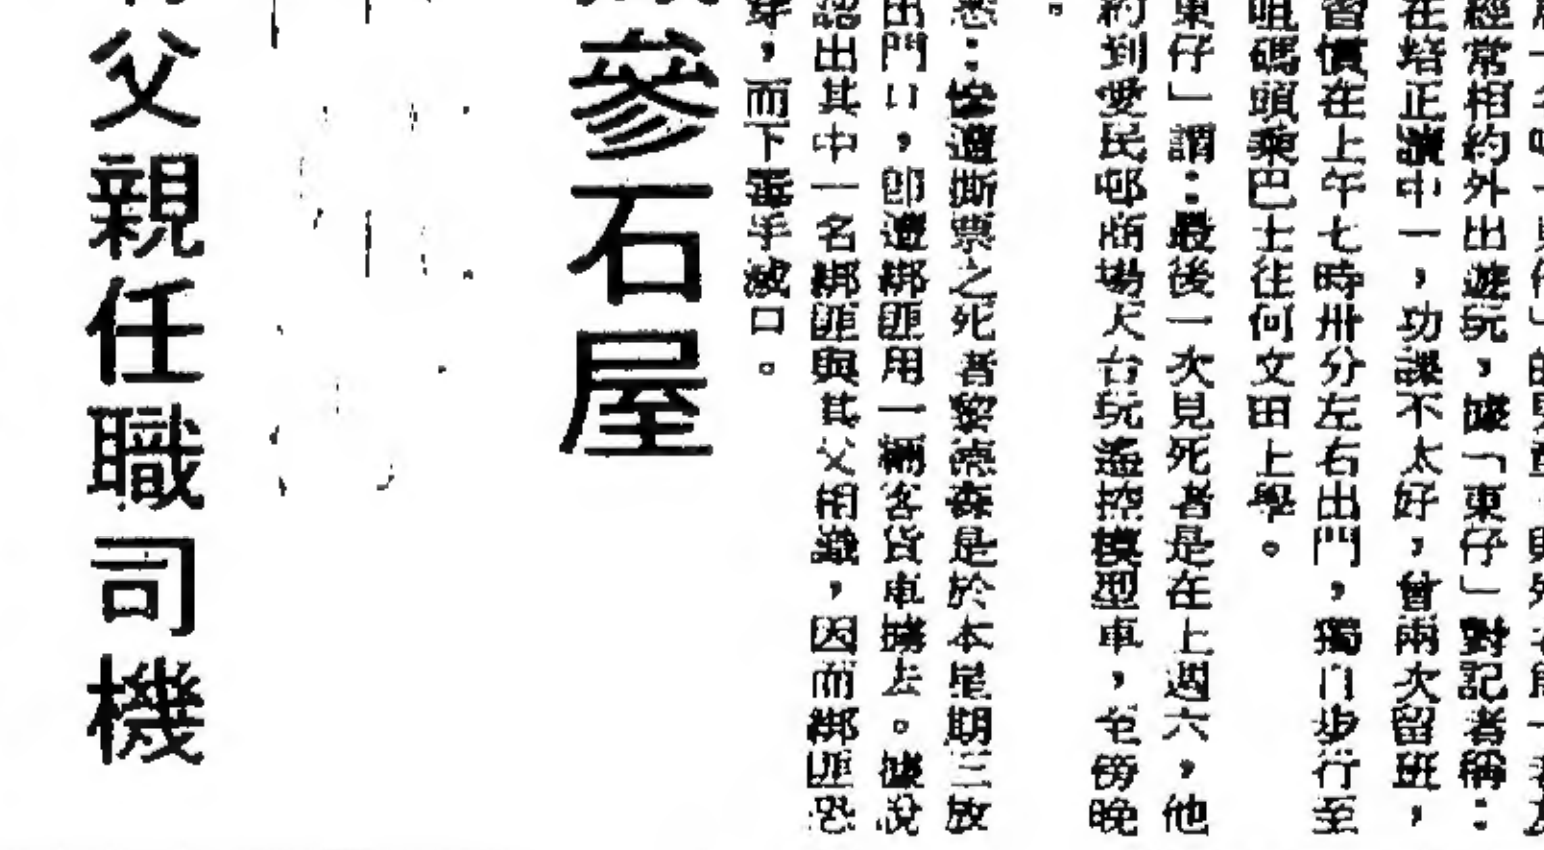 經常相約外出遊玩，據「東仔」對記者稱：
在培正讀中一，功課不太好，曾兩次留班，
習慣在上午七時卅分左右出門，獨自步行至
咀碼頭乘巴士往何文田上學。
東仔」謂：最後一次見死者是在上週六，他
約到愛民邨商場天台玩遙控模型車，至傍晚
。
悉：慘遭撕票之死者黎德森是於本星期三放
出門口，即遭綁匪用一輛客貨車擄去。據說
認出其中一名綁匪與其父相識，因而綁匪恐
穿，而下毒手滅口。
參石屋
父親任職司機